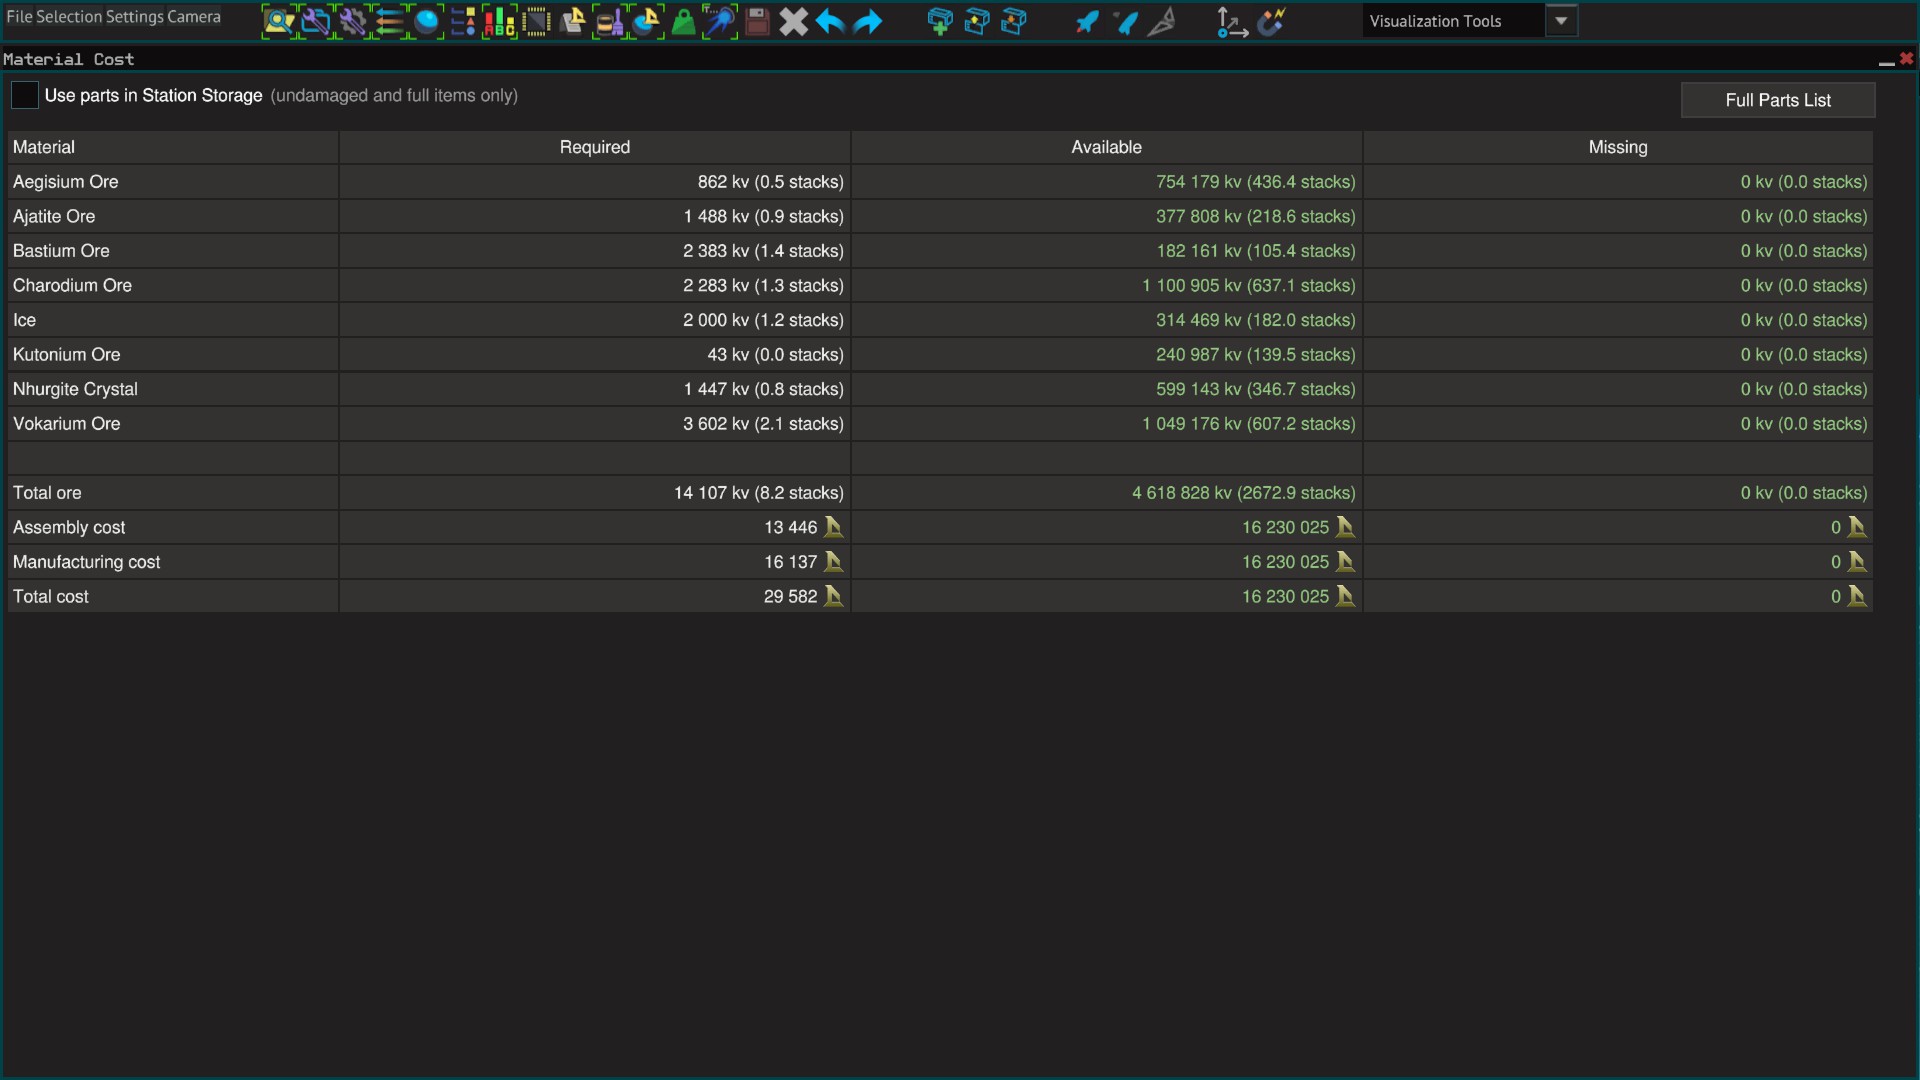 File Selection Settings Camera
ABC
Visualization Tools
Material Cost
Use parts in Station Storage (undamaged and full items only)
Full Parts List
Material Required Available Missing
Aegisium Ore 862 kv (0.5 stacks) 754 179 kv (436.4 stacks) 0 kv (0.0 stacks)
Ajatite Ore 1 488 kv (0.9 stacks) 377 808 kv (218.6 stacks) 0 kv (0.0 stacks)
Bastium Ore 2 383 kv (1.4 stacks) 182 161 kv (105.4 stacks) 0 kv (0.0 stacks)
Charodium Ore 2 283 kv (1.3 stacks) 1 100 905 kv (637.1 stacks) 0 kv (0.0 stacks)
Ice 2 000 kv (1.2 stacks) 314 469 kv (182.0 stacks) 0 kv (0.0 stacks)
Kutonium Ore 43 kv (0.0 stacks) 240 987 kv (139.5 stacks) 0 kv (0.0 stacks)
Nhurgite Crystal 1 447 kv (0.8 stacks) 599 143 kv (346.7 stacks) 0 kv (0.0 stacks)
Vokarium Ore 3 602 kv (2.1 stacks) 1 049 176 kv (607.2 stacks) 0 kv (0.0 stacks)
Total ore 14 107 kv (8.2 stacks) 4 618 828 kv (2672.9 stacks) 0 kv (0.0 stacks)
Assembly cost 13 446 16 230 025 0
Manufacturing cost 16 137 16 230 025 0
Total cost 29 582 16 230 025 0